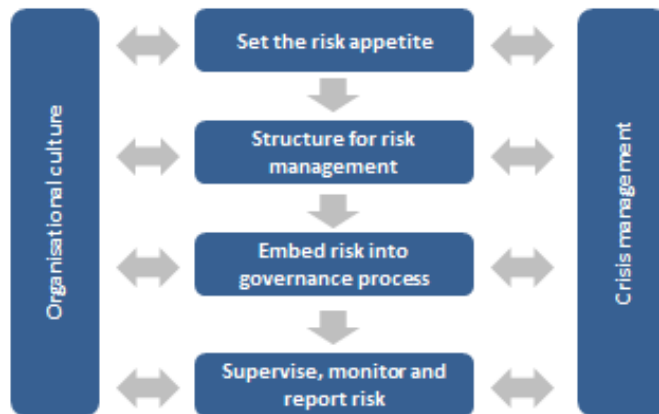 Organisational culture
Set the risk appetite
Structure for risk
management
Embed risk into
governance process
Supervise, monitor and
report risk
Crisis management